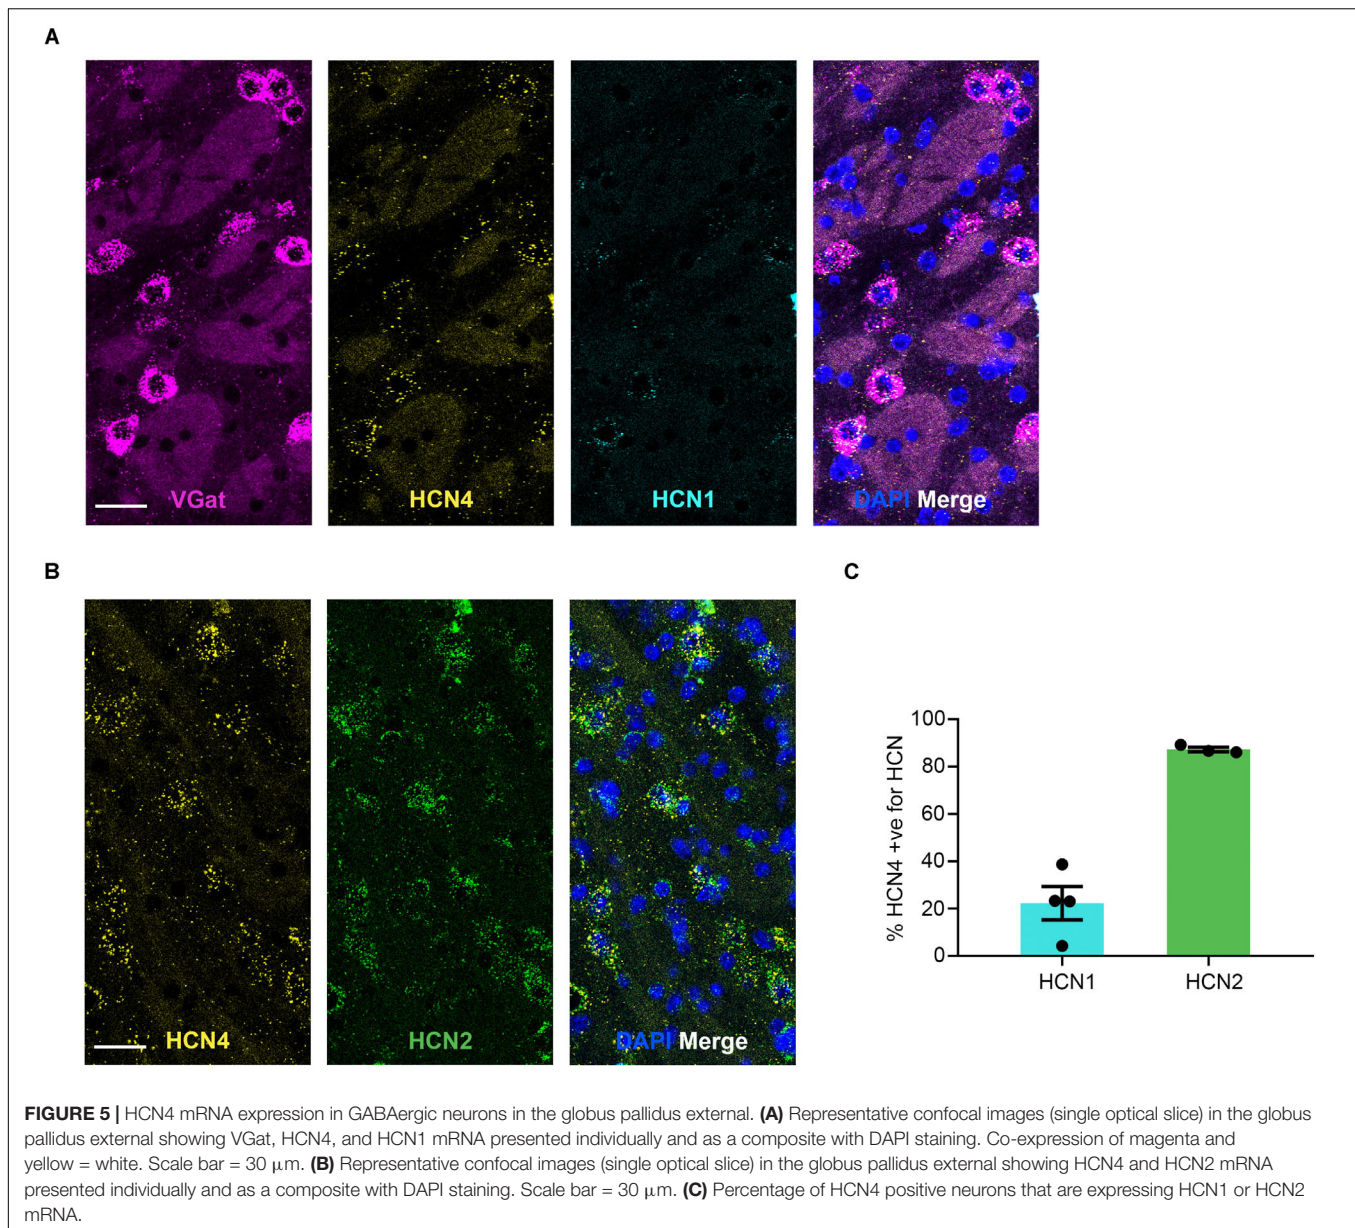 A
VGat
HCN4
HCN1
DAPI Merge
B
HCN4
HCN2
DAPI Merge
C
% HCN4 +ve for HCN
100
80
60
40
20
0
HCN1
HCN2
FIGURE 5 | HCN4 mRNA expression in GABAergic neurons in the globus pallidus external. (A) Representative confocal images (single optical slice) in the globus
pallidus external showing VGat, HCN4, and HCN1 mRNA presented individually and as a composite with DAPI staining. Co-expression of magenta and
yellow = white. Scale bar = 30 μm. (B) Representative confocal images (single optical slice) in the globus pallidus external showing HCN4 and HCN2 mRNA
presented individually and as a composite with DAPI staining. Scale bar = 30 μm. (C) Percentage of HCN4 positive neurons that are expressing HCN1 or HCN2
mRNA.